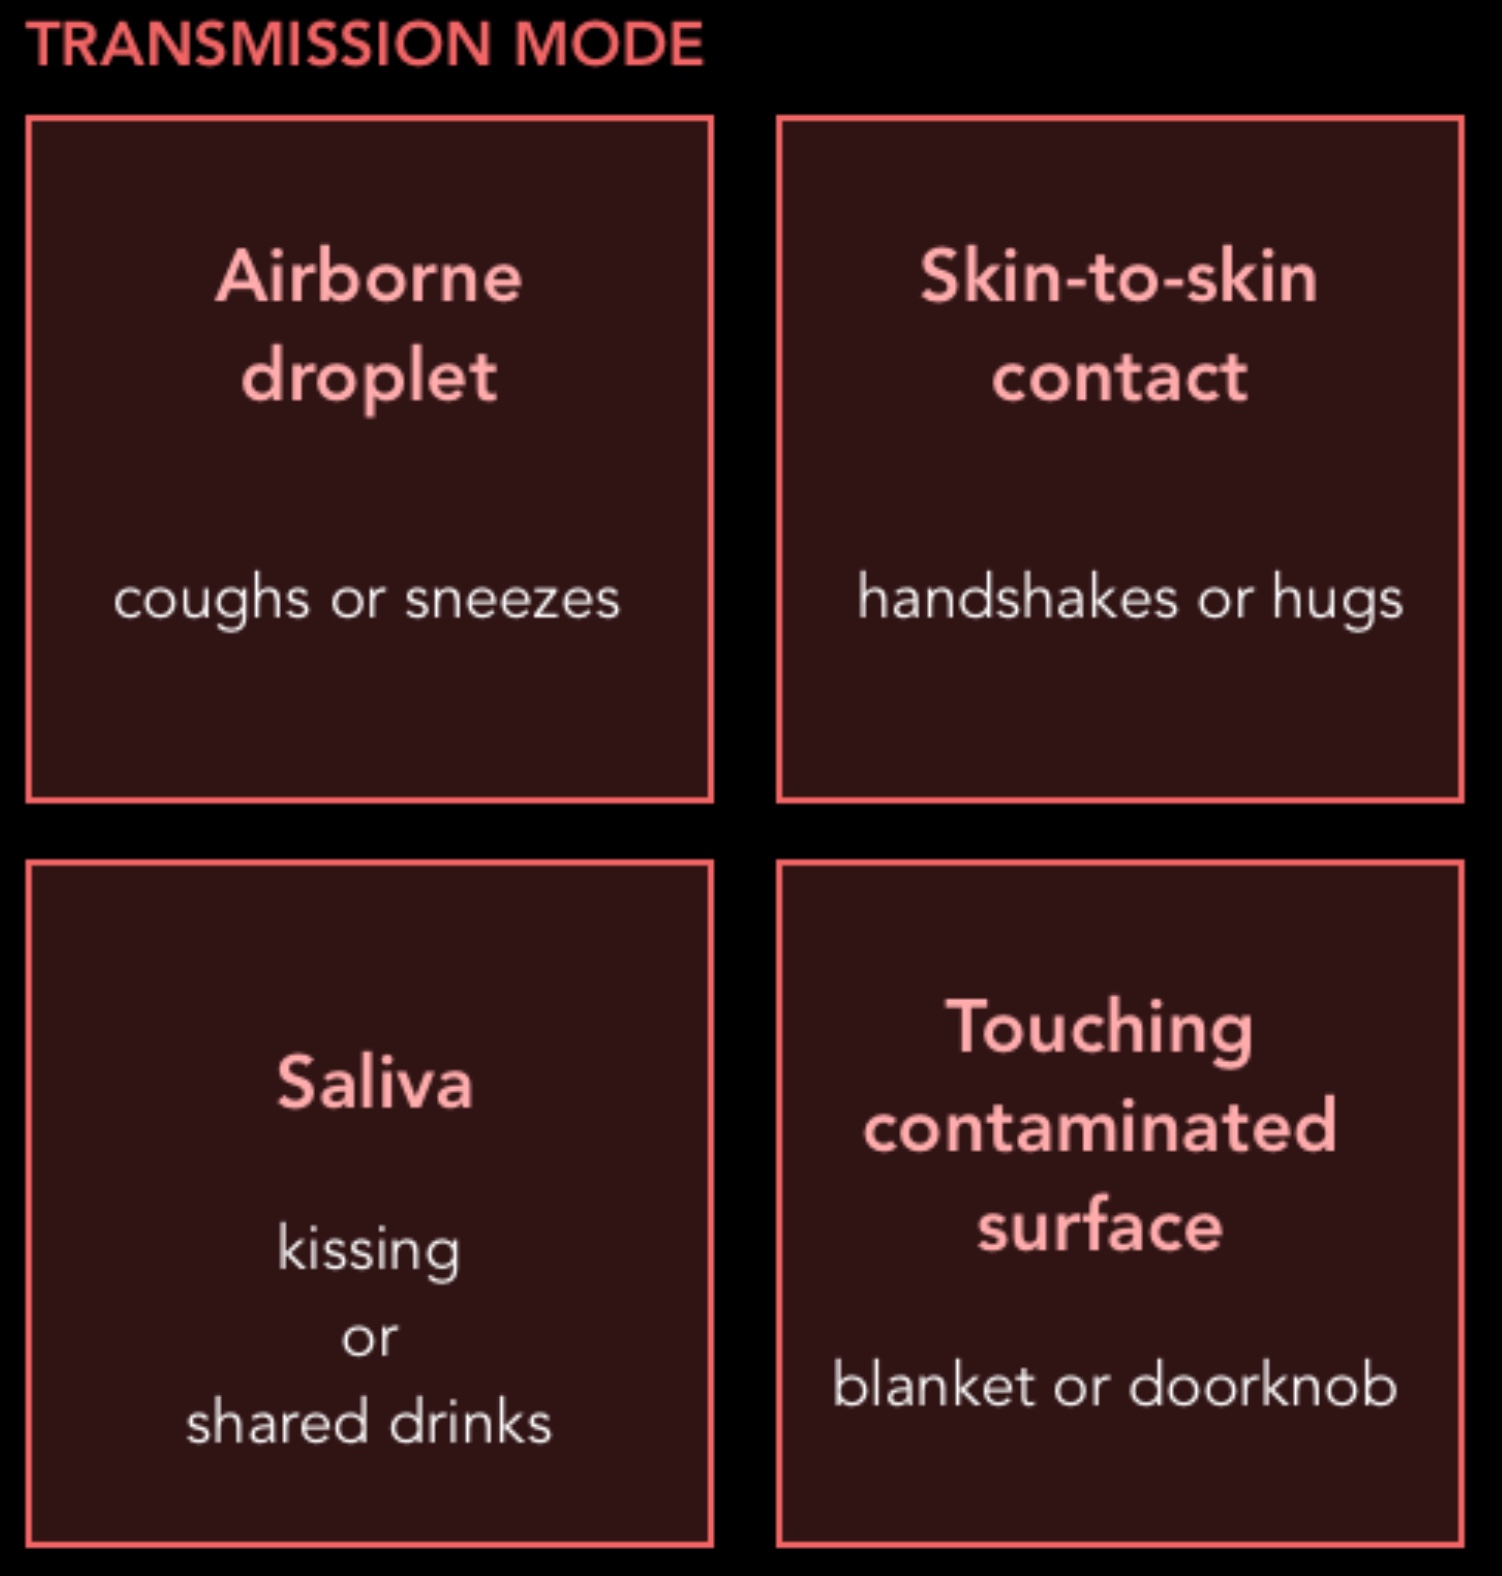 TRANSMISSION MODE
Airborne
droplet
coughs or sneezes
Skin-to-skin
contact
handshakes or hugs
Saliva
kissing
or
shared drinks
Touching
contaminated
surface
blanket or doorknob